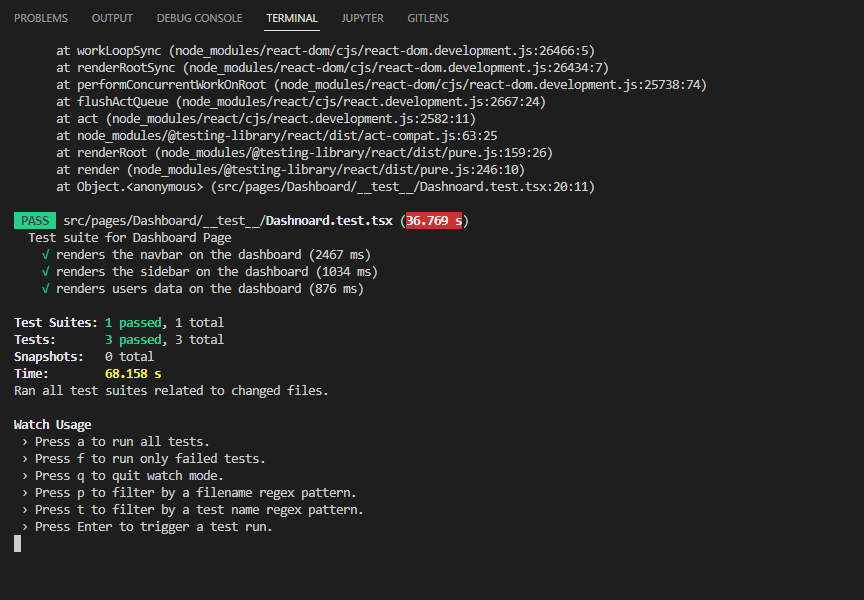 PROBLEMS OUTPUT DEBUG CONSOLE TERMINAL JUPYTER GITLENS
at workLoopSync (node_modules/react-dom/cjs/react-dom.development.js:26466:5)
at renderRootSync (node_modules/react-dom/cjs/react-dom.development.js:26434:7)
at performConcurrentWorkOnRoot (node_modules/react-dom/cjs/react-dom.development.js:25738:74)
at flushActQueue (node_modules/react/cjs/react.development.js:2667:24)
at act (node_modules/react/cjs/react.development.js:2582:11)
at node_modules/@testing-library/react/dist/act-compat.js:63:25
at renderRoot (node_modules/@testing-library/react/dist/pure.js:159:26)
at render (node_modules/@testing-library/react/dist/pure.js:246:10)
at Object.<anonymous> (src/pages/Dashboard/__test__/Dashnoard.test.tsx:20:11)
PASS src/pages/Dashboard/__test__/Dashnoard.test.tsx (36.769 s)
Test suite for Dashboard Page
√ renders the navbar on the dashboard (2467 ms)
√ renders the sidebar on the dashboard (1034 ms)
√ renders users data on the dashboard (876 ms)
Test Suites: 1 passed, 1 total
Tests: 3 passed, 3 total
Snapshots: 0 total
Time: 68.158 s
Ran all test suites related to changed files.
Watch Usage
› Press a to run all tests.
› Press f to run only failed tests.
› Press q to quit watch mode.
› Press p to filter by a filename regex pattern.
› Press t to filter by a test name regex pattern.
› Press Enter to trigger a test run.